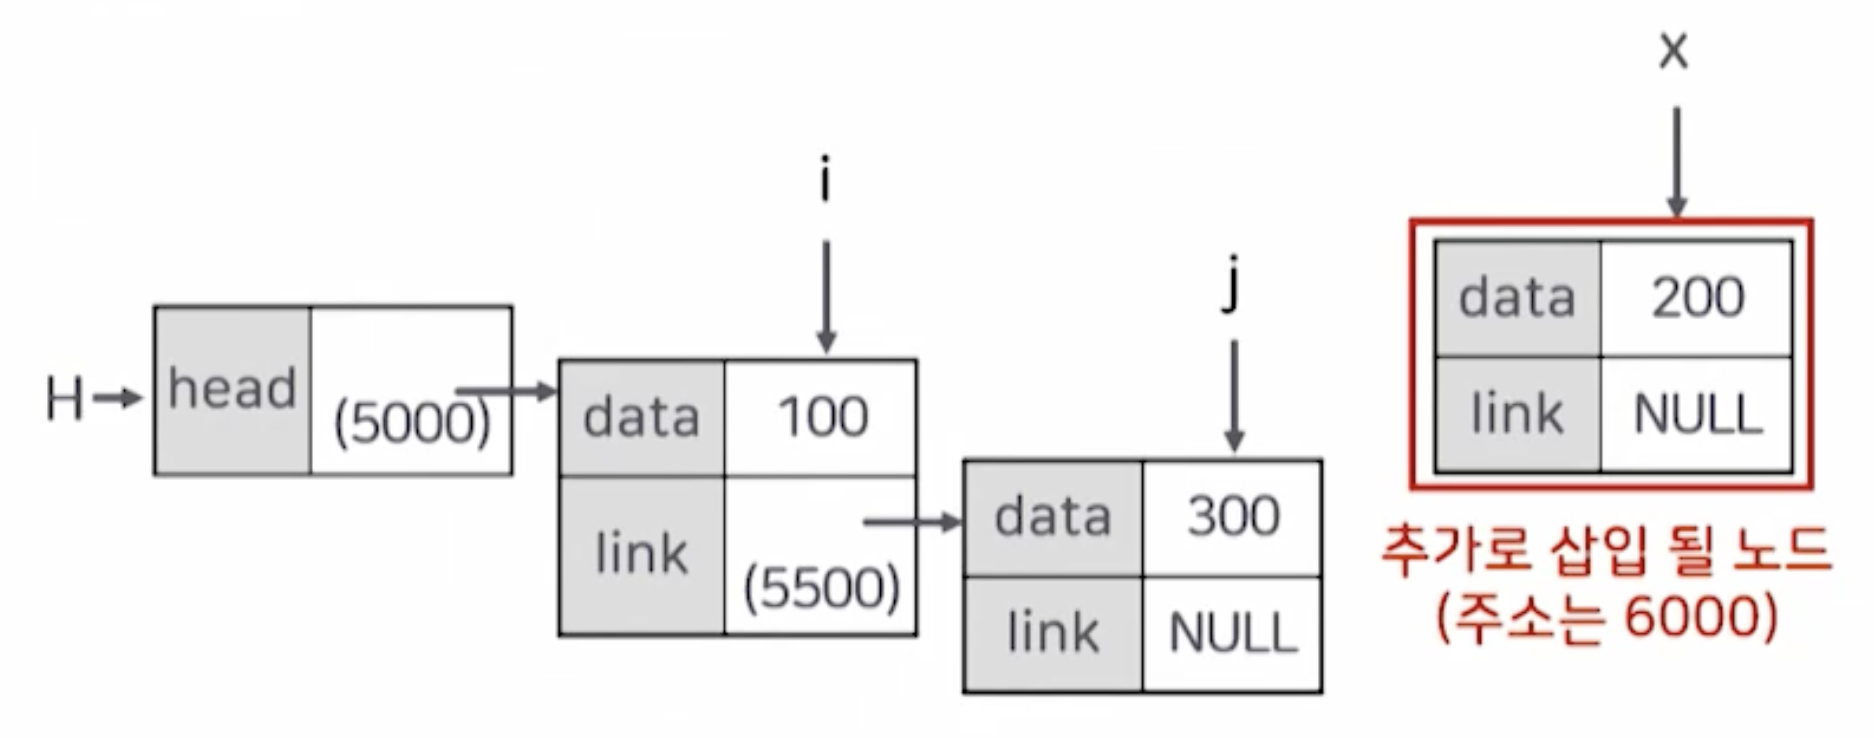 H
head
(5000)
i
data
100
link
(5500)
j
data
300
link
NULL
x
data
200
link
NULL
추가로 삽입 될 노드
(주소는 6000)